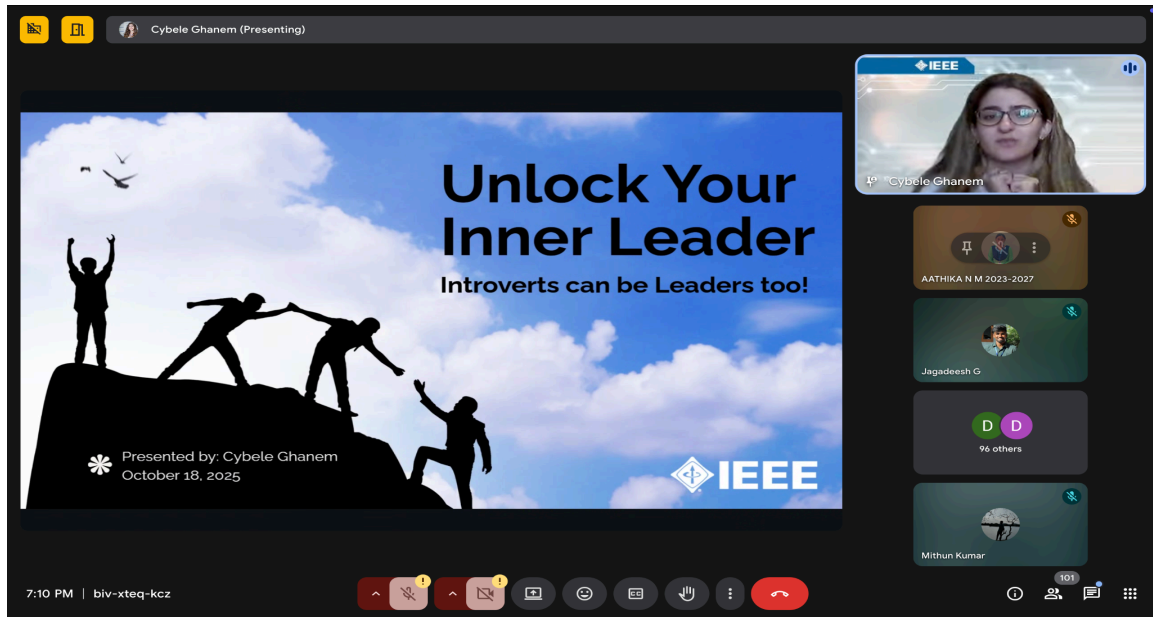 Cybele Ghanem (Presenting)
IEEE
Cybele Ghanem
Unlock Your
Inner Leader
Introverts can be Leaders too!
Presented by: Cybele Ghanem
October 18, 2025
IEEE
AATHIKA N M 2023-2027
Jagadeesh G
D D
96 others
Mithun Kumar
7:10 PM | biv-xteq-kcz
! !
CC
101